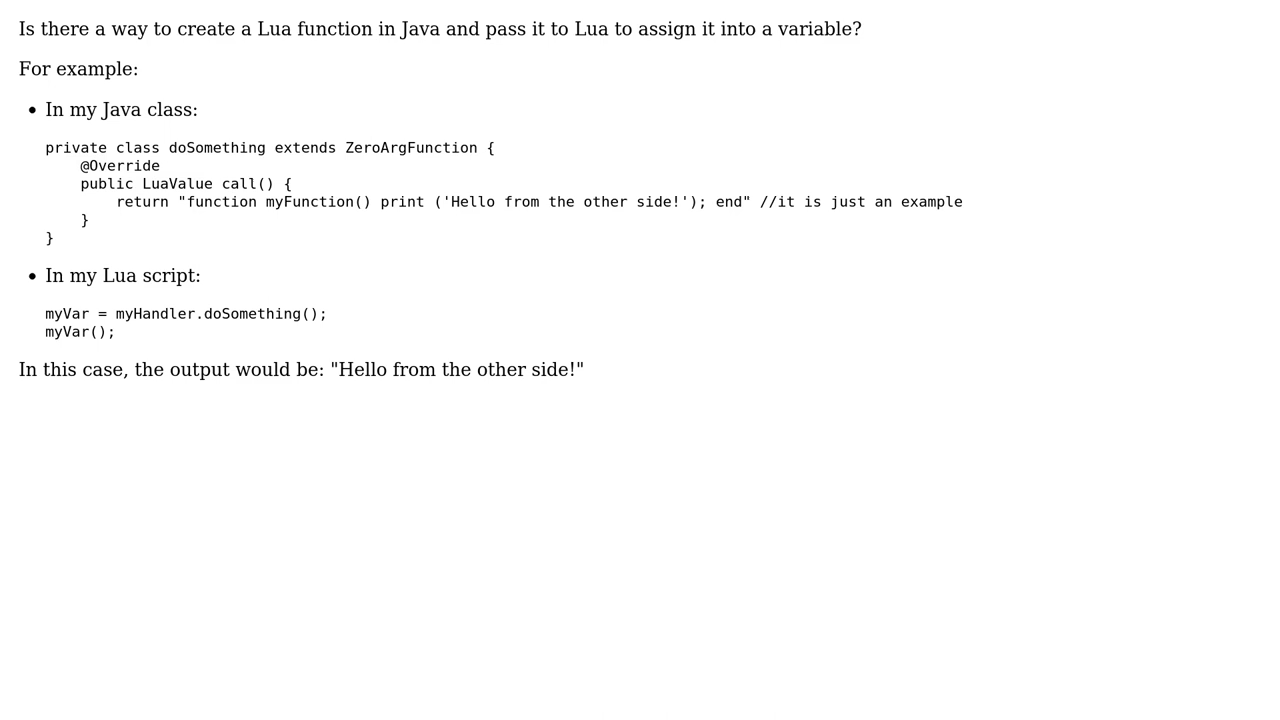 Is there a way to create a Lua function in Java and pass it to Lua to assign it into a variable?
For example:
• In my Java class:
private class doSomething extends ZeroArgFunction {
    @Override
    public LuaValue call() {
        return "function myFunction() print ('Hello from the other side!'); end" //it is just an example
    }
}
• In my Lua script:
myVar = myHandler.doSomething();
myVar();
In this case, the output would be: "Hello from the other side!"